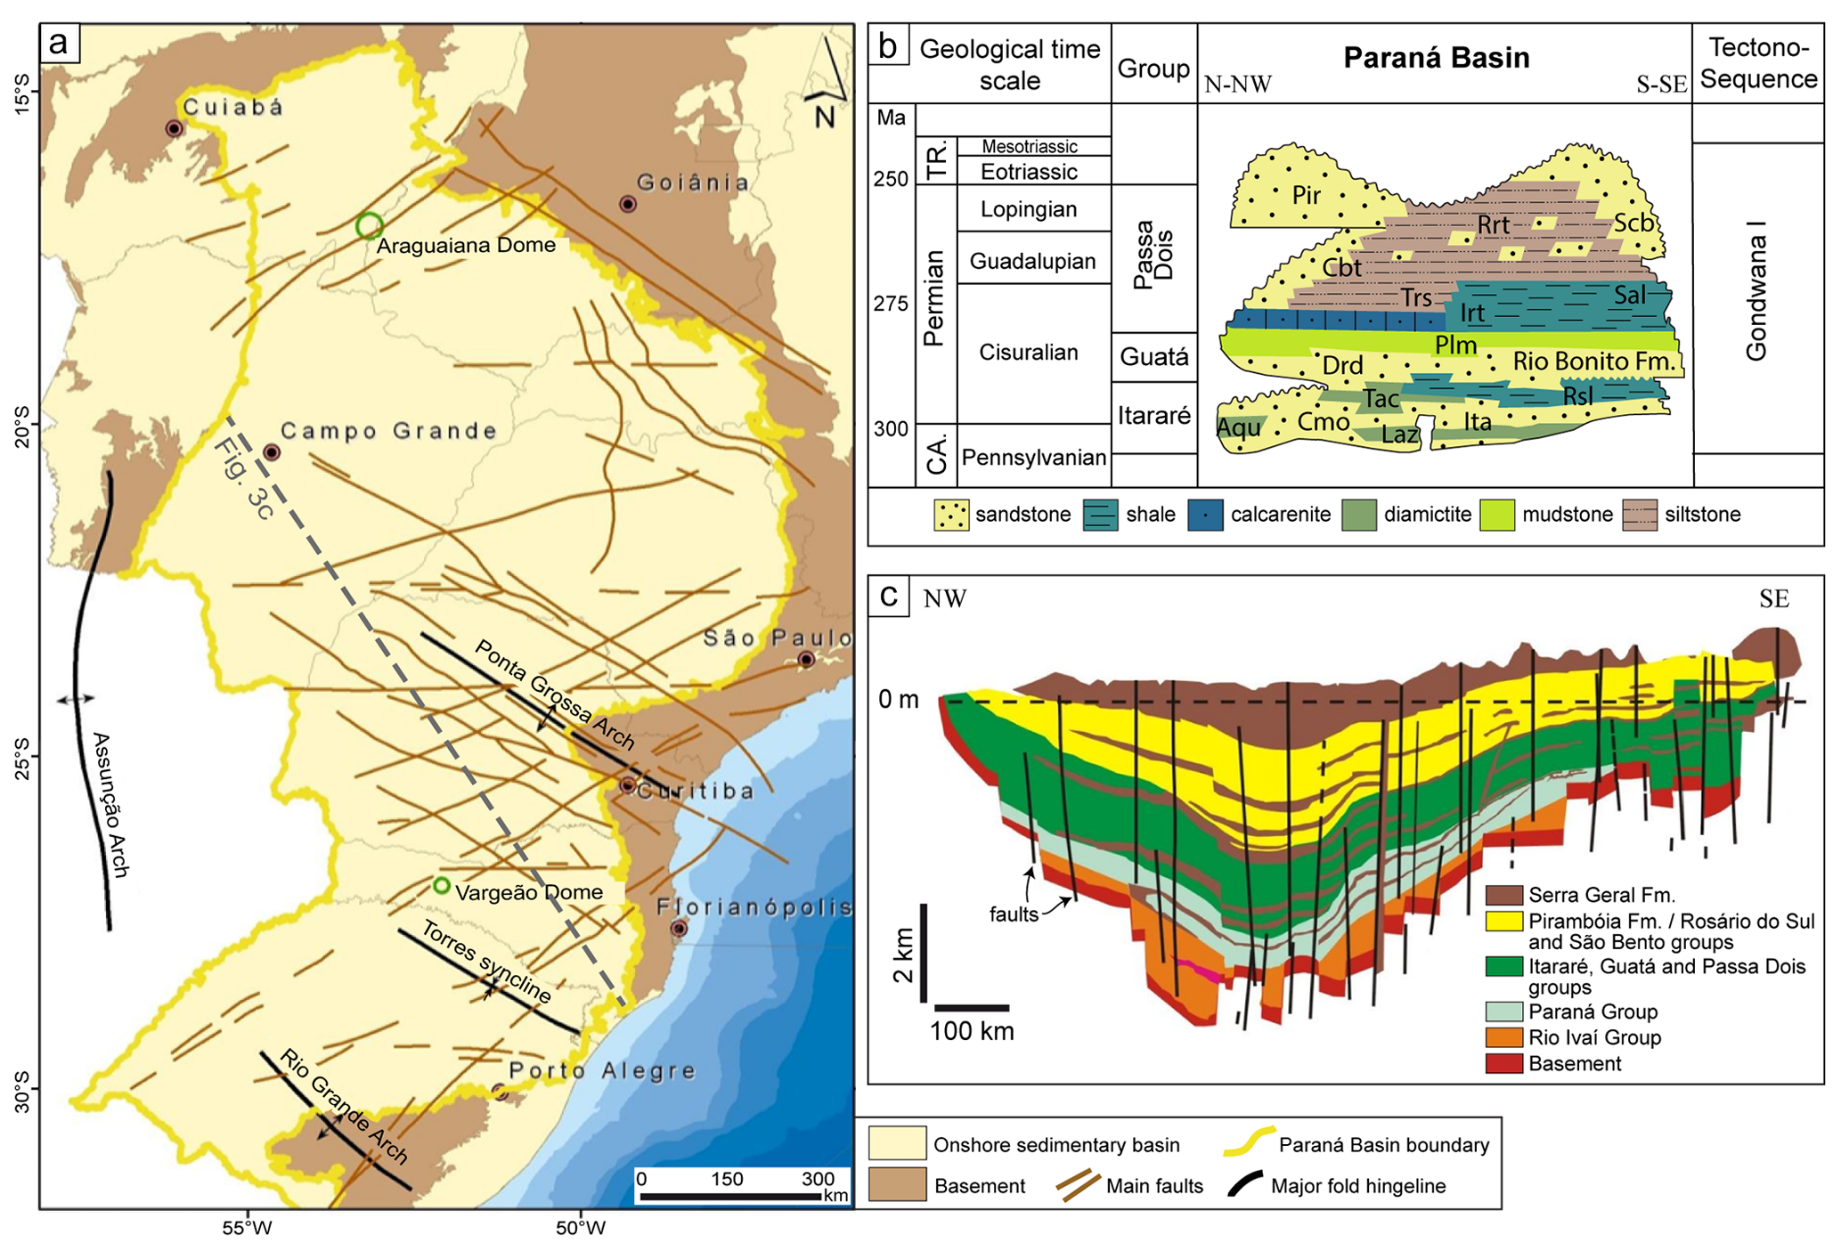 a
15°S
20°S
25°S
30°S
55°W
50°W
Cuiabá
N
Goiânia
Araguaiana Dome
Campo Grande
Fig. 3c
São Paulo
Ponta Grossa Arch
Curitiba
Assunção Arch
Vargeão Dome
Florianópolis
Torres syncline
Rio Grande Arch
Porto Alegre
0 150 300
km
b
Geological time
scale
Group
Paraná Basin
N-NW S-SE
Tectono-
Sequence
Ma
250
275
300
TR.
Mesotriassic
Eotriassic
Permian
Lopingian
Guadalupian
Cisuralian
CA.
Pennsylvanian
Passa
Dois
Guatá
Itararé
Pir
Rrt
Scb
Cbt
Trs
Irt
Sal
Plm
Drd
Rio Bonito Fm.
Tac
Rsl
Aqu
Cmo
Laz
Ita
Gondwana I
sandstone
shale
calcarenite
diamictite
mudstone
siltstone
c
NW
SE
0 m
faults
2 km
100 km
Serra Geral Fm.
Pirambóia Fm. / Rosário do Sul
and São Bento groups
Itararé, Guatá and Passa Dois
groups
Paraná Group
Rio Ivaí Group
Basement
Onshore sedimentary basin
Paraná Basin boundary
Basement
Main faults
Major fold hingeline